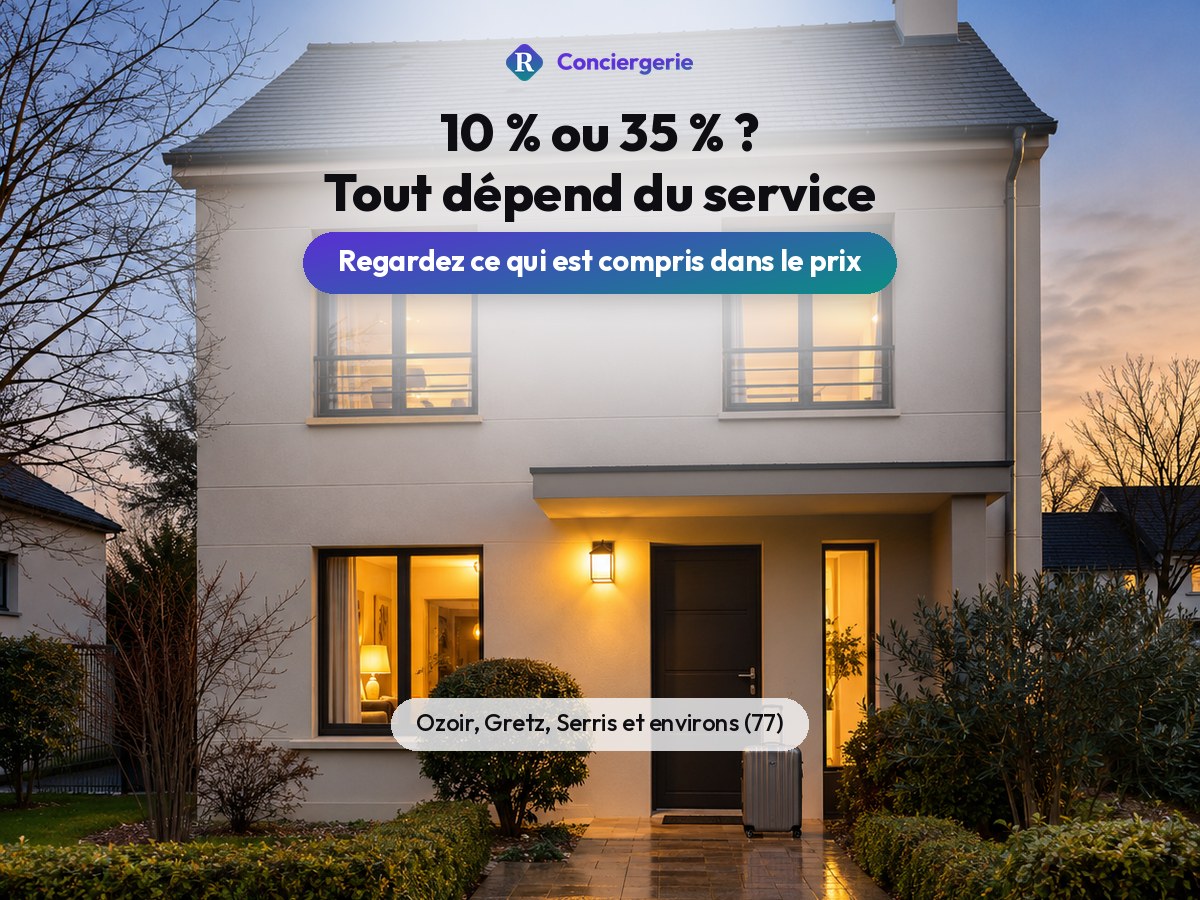 R Conciergerie
10 % ou 35 % ?
Tout dépend du service
Regardez ce qui est compris dans le prix
Ozoir, Gretz, Serris et environs (77)